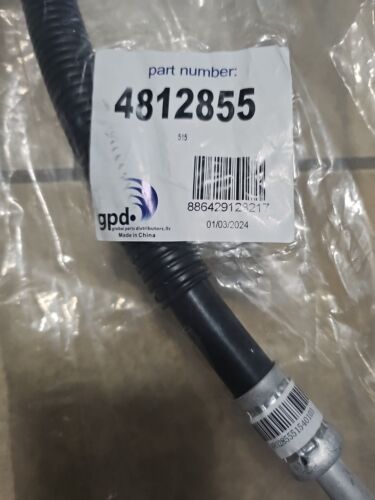 part number:
4812855
515
886429123217
gpd
global parts distributors, llc
Made in China
01/03/2024